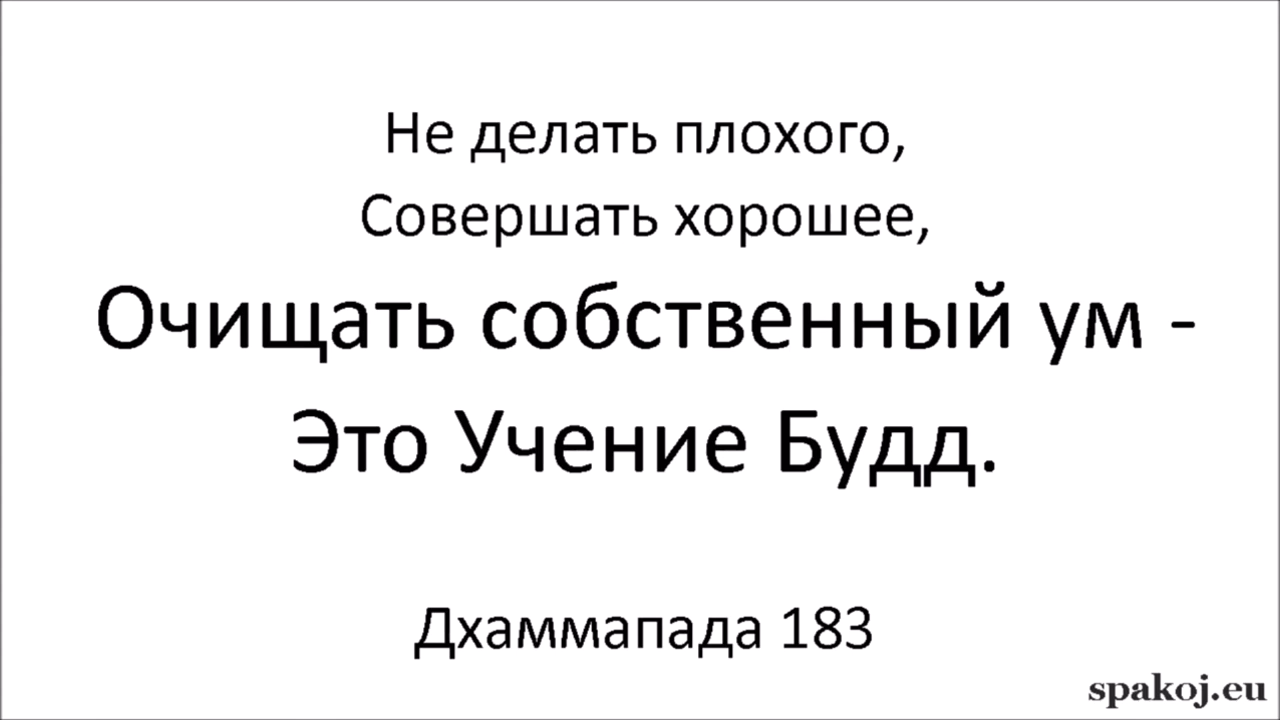 Не делать плохого,
Совершать хорошее,
Очищать собственный ум -
Это Учение Будд.
Дхаммапада 183
spakoj.eu